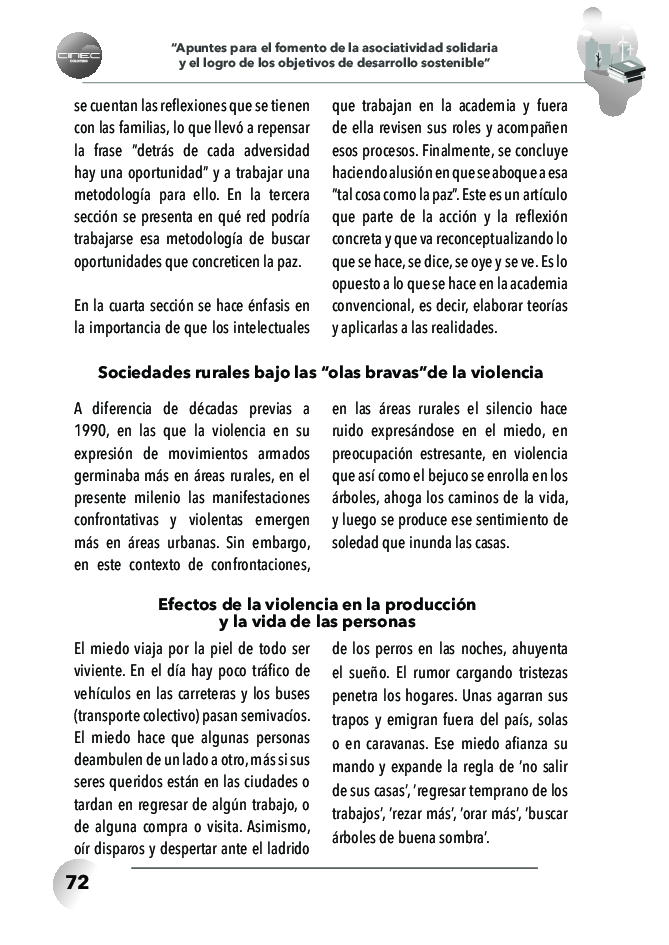 CINEC
"Apuntes para el fomento de la asociatividad solidaria
y el logro de los objetivos de desarrollo sostenible"
se cuentan las reflexiones que se tienen
con las familias, lo que llevó a repensar
la frase "detrás de cada adversidad
hay una oportunidad" y a trabajar una
metodología para ello. En la tercera
sección se presenta en qué red podría
trabajarse esa metodología de buscar
oportunidades que concreticen la paz.
En la cuarta sección se hace énfasis en
la importancia de que los intelectuales
que trabajan en la academia y fuera
de ella revisen sus roles y acompañen
esos procesos. Finalmente, se concluye
haciendo alusión en que se aboque a esa
"tal cosa como la paz". Este es un artículo
que parte de la acción y la reflexión
concreta y que va reconceptualizando lo
que se hace, se dice, se oye y se ve. Es lo
opuesto a lo que se hace en la academia
convencional, es decir, elaborar teorías
y aplicarlas a las realidades.
Sociedades rurales bajo las "olas bravas"de la violencia
A diferencia de décadas previas a
1990, en las que la violencia en su
expresión de movimientos armados
germinaba más en áreas rurales, en el
presente milenio las manifestaciones
confrontativas y violentas emergen
más en áreas urbanas. Sin embargo,
en este contexto de confrontaciones,
en las áreas rurales el silencio hace
ruido expresándose en el miedo, en
preocupación estresante, en violencia
que así como el bejuco se enrolla en los
árboles, ahoga los caminos de la vida,
y luego se produce ese sentimiento de
soledad que inunda las casas.
Efectos de la violencia en la producción
y la vida de las personas
El miedo viaja por la piel de todo ser
viviente. En el día hay poco tráfico de
vehículos en las carreteras y los buses
(transporte colectivo) pasan semivacíos.
El miedo hace que algunas personas
deambulen de un lado a otro, más si sus
seres queridos están en las ciudades o
tardan en regresar de algún trabajo, o
de alguna compra o visita. Asimismo,
oír disparos y despertar ante el ladrido
de los perros en las noches, ahuyenta
el sueño. El rumor cargando tristezas
penetra los hogares. Unas agarran sus
trapos y emigran fuera del país, solas
o en caravanas. Ese miedo afianza su
mando y expande la regla de 'no salir
de sus casas', 'regresar temprano de los
trabajos', 'rezar más', 'orar más', 'buscar
árboles de buena sombra'.
72